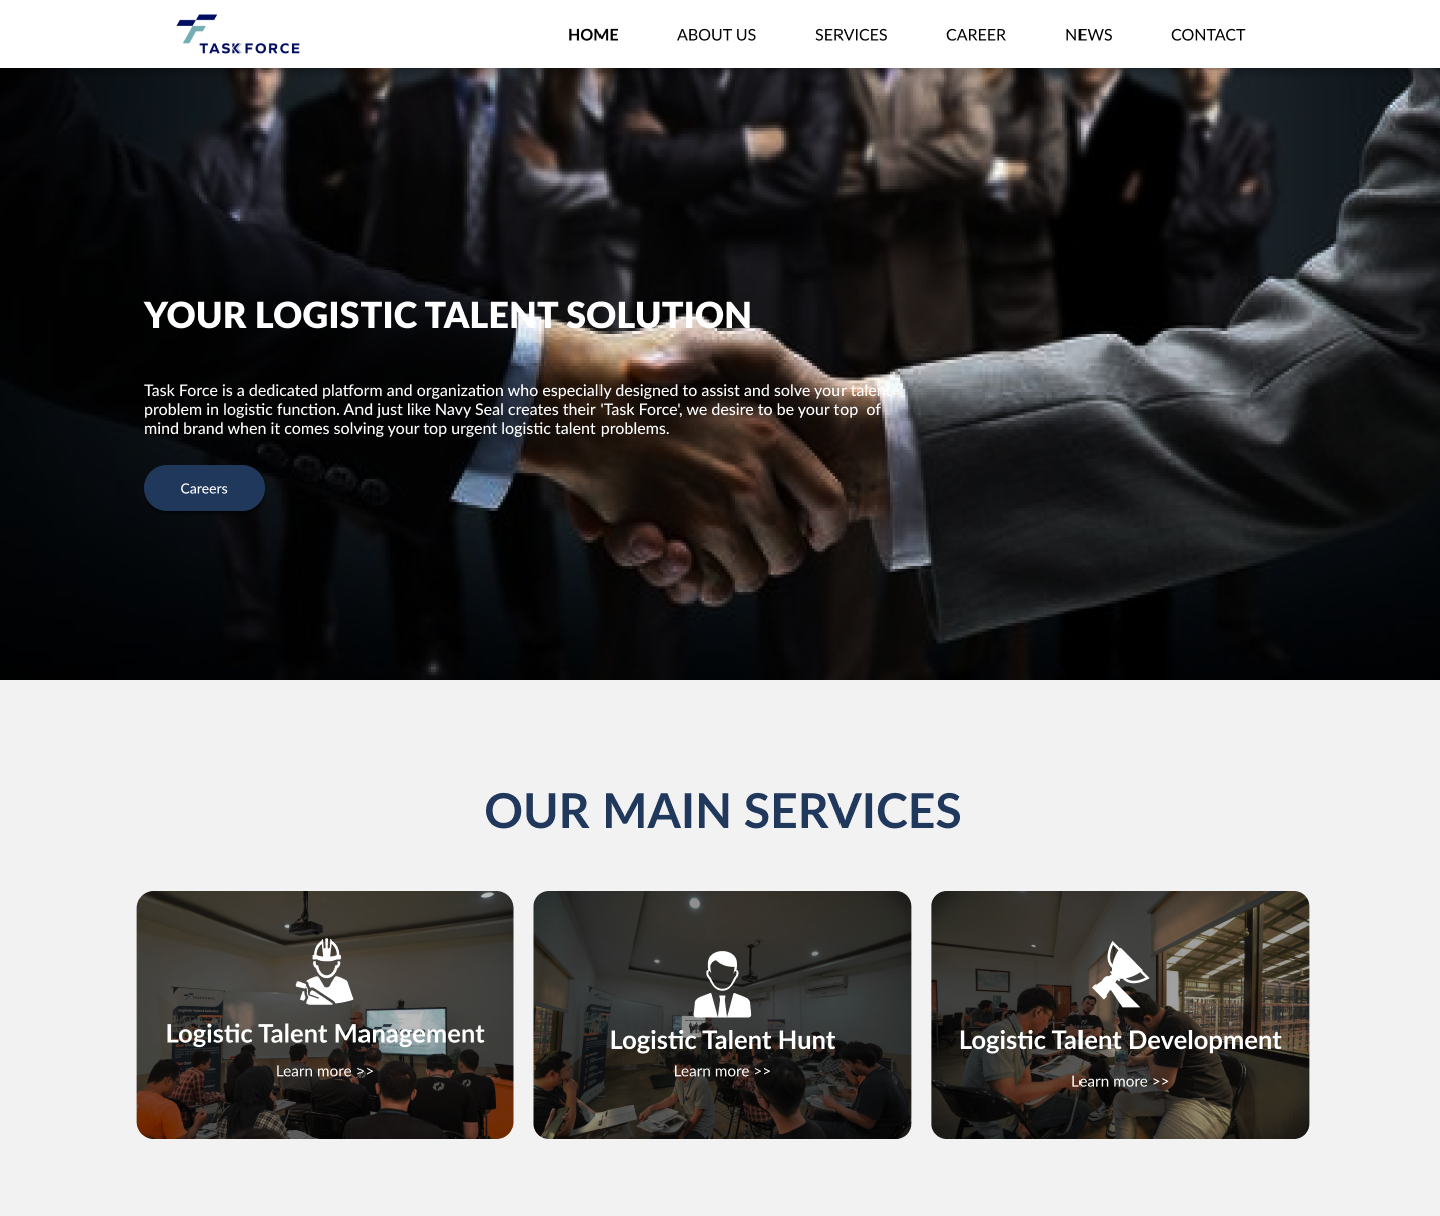 TASK FORCE
HOME ABOUT US SERVICES CAREER NEWS CONTACT
YOUR LOGISTIC TALENT SOLUTION
Task Force is a dedicated platform and organization who especially designed to assist and solve your talent
problem in logistic function. And just like Navy Seal creates their 'Task Force', we desire to be your top of
mind brand when it comes solving your top urgent logistic talent problems.
Careers
OUR MAIN SERVICES
Logistic Talent Management
Learn more >>
Logistic Talent Hunt
Learn more >>
Logistic Talent Development
Learn more >>